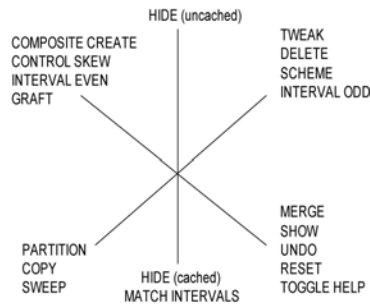 HIDE (uncached)
COMPOSITE CREATE
CONTROL SKEW
INTERVAL EVEN
GRAFT
TWEAK
DELETE
SCHEME
INTERVAL ODD
PARTITION
COPY
SWEEP
HIDE (cached)
MATCH INTERVALS
MERGE
SHOW
UNDO
RESET
TOGGLE HELP